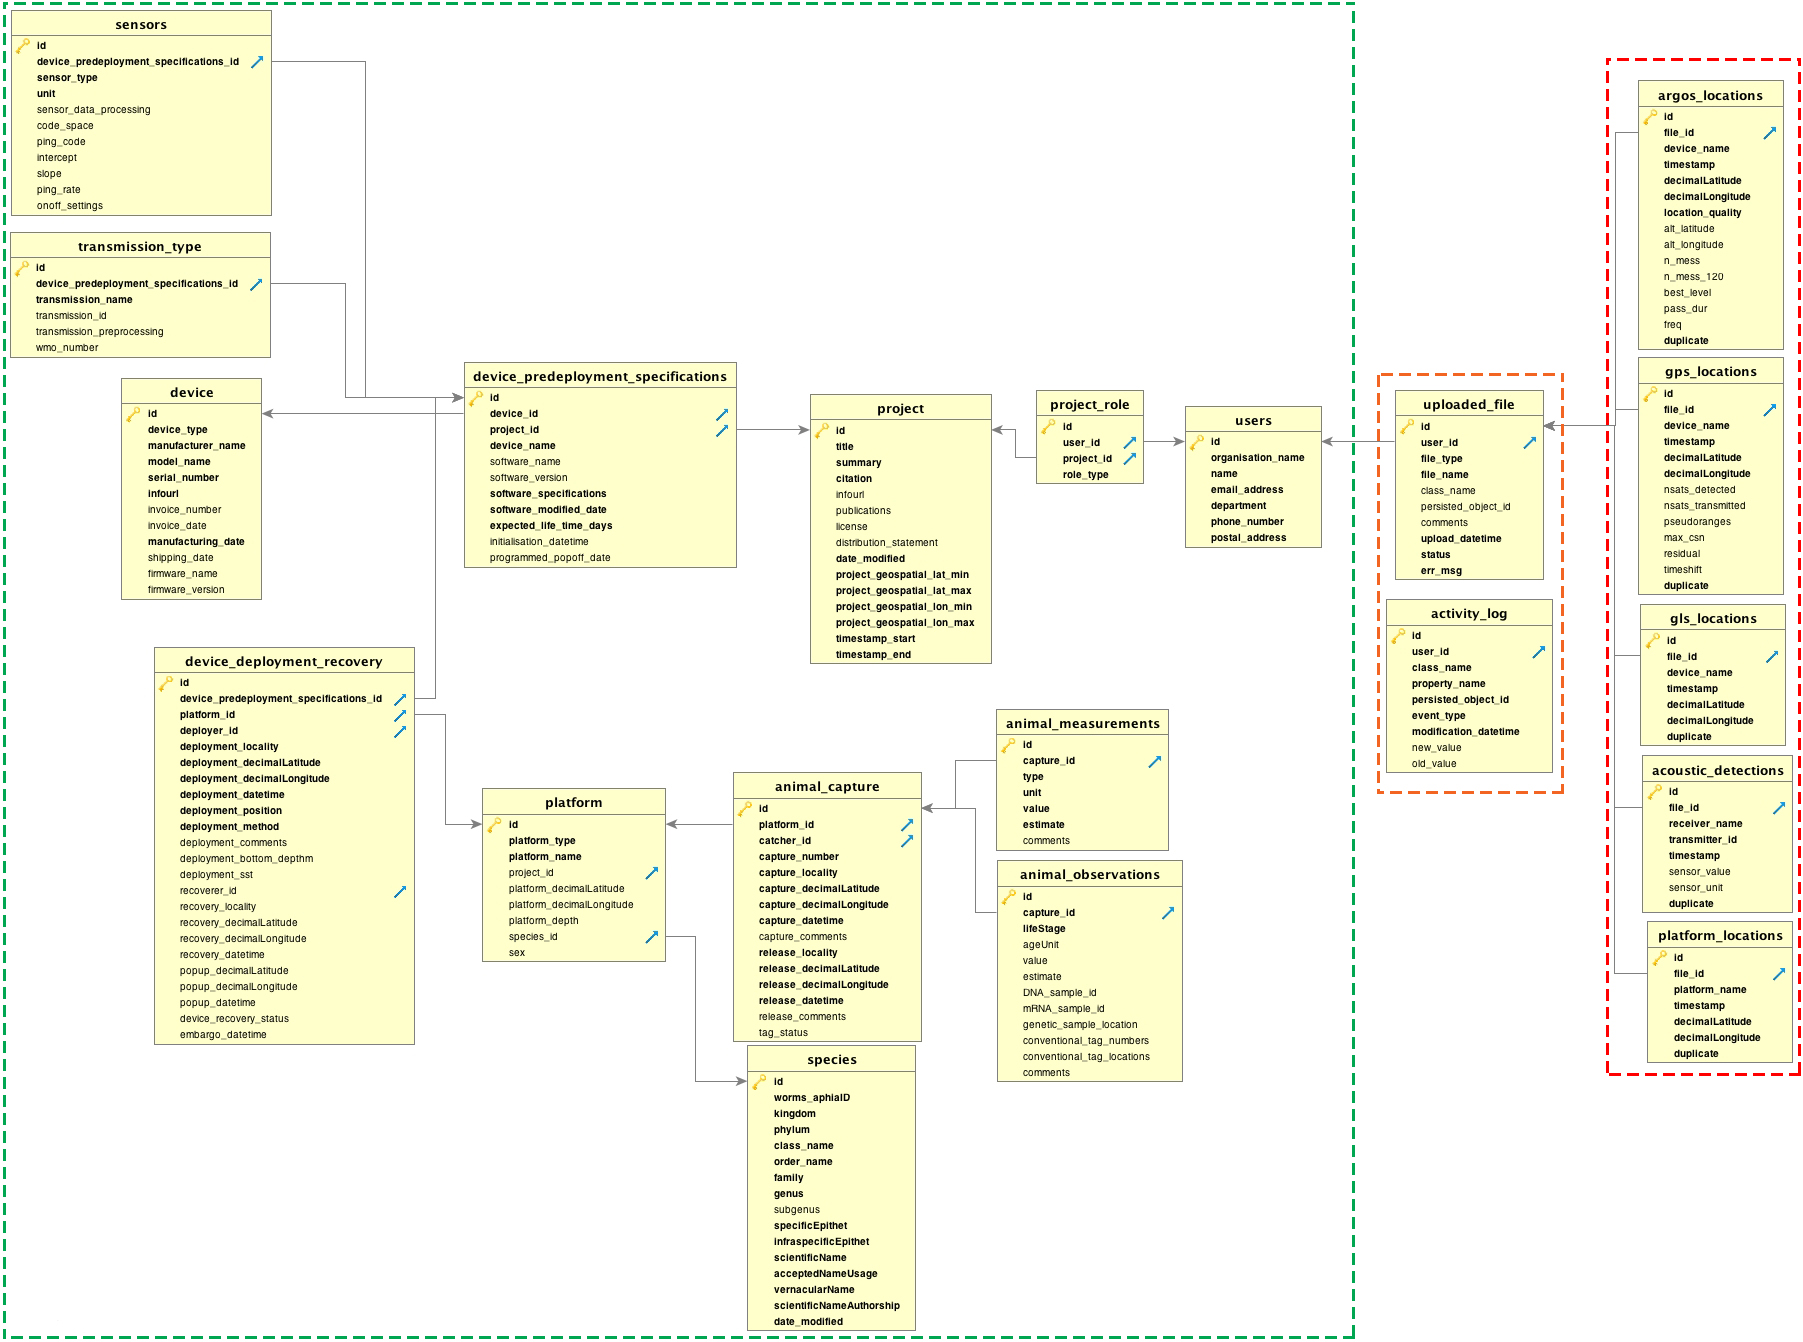 sensors
id
device_predeployment_specifications_id
sensor_type
unit
sensor_data_processing
code_space
ping_code
intercept
slope
ping_rate
onoff_settings
transmission_type
id
device_predeployment_specifications_id
transmission_name
transmission_id
transmission_preprocessing
wmo_number
device
id
device_type
manufacturer_name
model_name
serial_number
infourl
invoice_number
invoice_date
manufacturing_date
shipping_date
firmware_name
firmware_version
device_predeployment_specifications
id
device_id
project_id
device_name
software_name
software_version
software_specifications
software_modified_date
expected_life_time_days
initialisation_datetime
programmed_popoff_date
project
id
title
summary
citation
infourl
publications
license
distribution_statement
date_modified
project_geospatial_lat_min
project_geospatial_lat_max
project_geospatial_lon_min
project_geospatial_lon_max
timestamp_start
timestamp_end
project_role
id
user_id
project_id
role_type
users
id
organisation_name
name
email_address
department
phone_number
postal_address
device_deployment_recovery
id
device_predeployment_specifications_id
platform_id
deployer_id
deployment_locality
deployment_decimalLatitude
deployment_decimalLongitude
deployment_datetime
deployment_position
deployment_method
deployment_comments
deployment_bottom_depthm
deployment_sst
recoverer_id
recovery_locality
recovery_decimalLatitude
recovery_decimalLongitude
recovery_datetime
popup_decimalLatitude
popup_decimalLongitude
popup_datetime
device_recovery_status
embargo_datetime
platform
id
platform_type
platform_name
project_id
platform_decimalLatitude
platform_decimalLongitude
platform_depth
species_id
sex
animal_capture
id
platform_id
catcher_id
capture_number
capture_locality
capture_decimalLatitude
capture_decimalLongitude
capture_datetime
capture_comments
release_locality
release_decimalLatitude
release_decimalLongitude
release_datetime
release_comments
tag_status
species
id
worms_aphiaID
kingdom
phylum
class_name
order_name
family
genus
subgenus
specificEpithet
infraspecificEpithet
scientificName
acceptedNameUsage
vernacularName
scientificNameAuthorship
date_modified
animal_measurements
id
capture_id
type
unit
value
estimate
comments
animal_observations
id
capture_id
lifeStage
ageUnit
value
estimate
DNA_sample_id
mRNA_sample_id
genetic_sample_location
conventional_tag_numbers
conventional_tag_locations
comments
uploaded_file
id
user_id
file_type
file_name
class_name
persisted_object_id
comments
upload_datetime
status
err_msg
activity_log
id
user_id
class_name
property_name
persisted_object_id
event_type
modification_datetime
new_value
old_value
argos_locations
id
file_id
device_name
timestamp
decimalLatitude
decimalLongitude
location_quality
alt_latitude
alt_longitude
n_mess
n_mess_120
best_level
pass_dur
freq
duplicate
gps_locations
id
file_id
device_name
timestamp
decimalLatitude
decimalLongitude
nsats_detected
nsats_transmitted
pseudoranges
max_csn
residual
timeshift
duplicate
gls_locations
id
file_id
device_name
timestamp
decimalLatitude
decimalLongitude
duplicate
acoustic_detections
id
file_id
receiver_name
transmitter_id
timestamp
sensor_value
sensor_unit
duplicate
platform_locations
id
file_id
platform_name
timestamp
decimalLatitude
decimalLongitude
duplicate